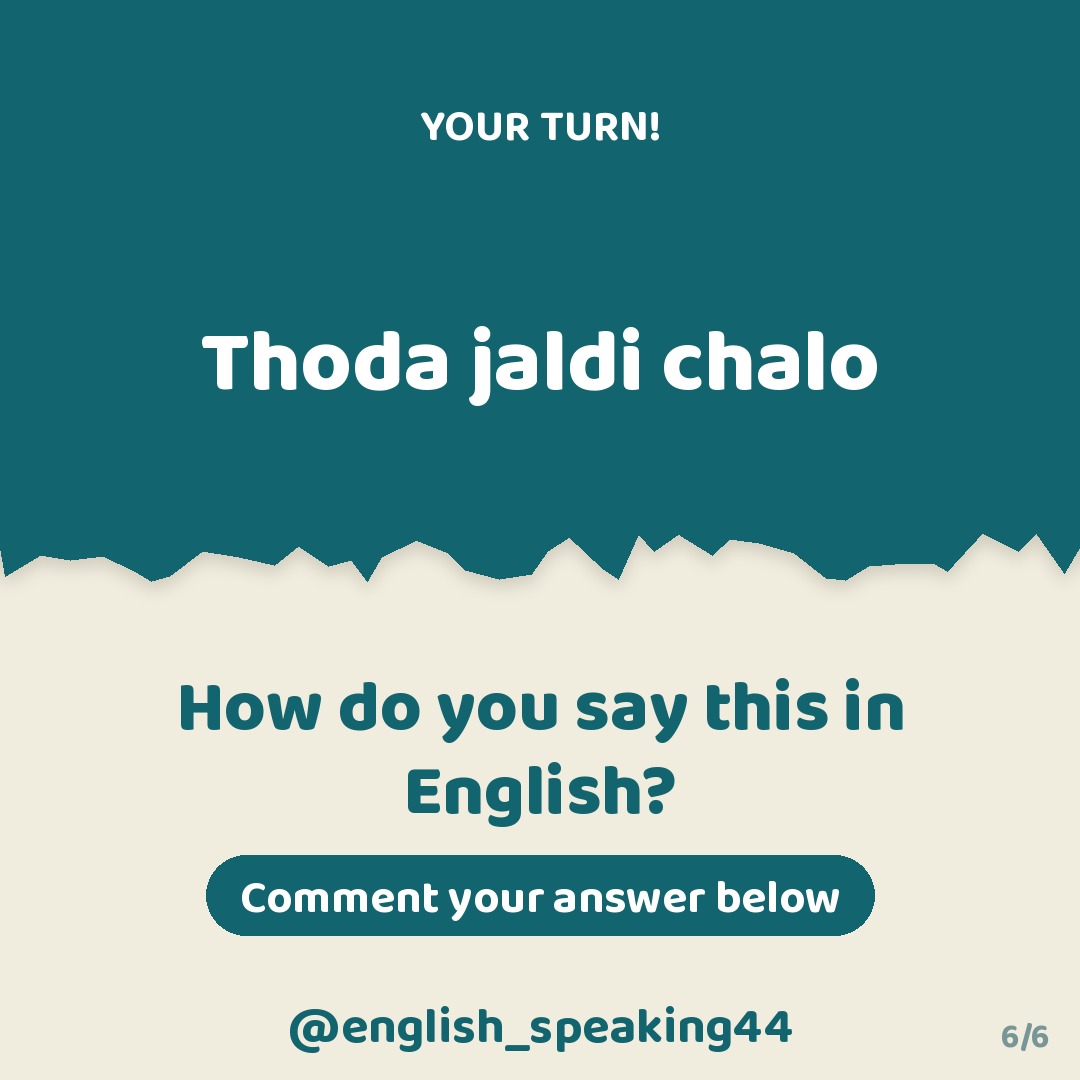 YOUR TURN!
Thoda jaldi chalo
How do you say this in
English?
Comment your answer below
@english_speaking44
6/6